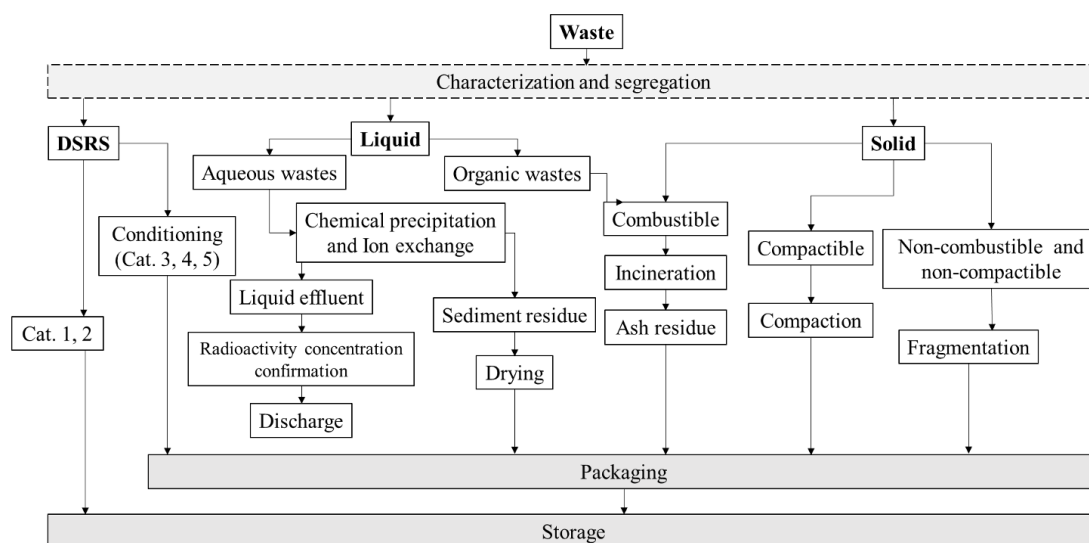 Waste
Characterization and segregation
DSRS
Liquid
Solid
Aqueous wastes
Organic wastes
Conditioning
(Cat. 3, 4, 5)
Chemical precipitation
and Ion exchange
Combustible
Compactible
Non-combustible and
non-compactible
Liquid effluent
Incineration
Cat. 1, 2
Sediment residue
Ash residue
Compaction
Radioactivity concentration
confirmation
Fragmentation
Drying
Discharge
Packaging
Storage